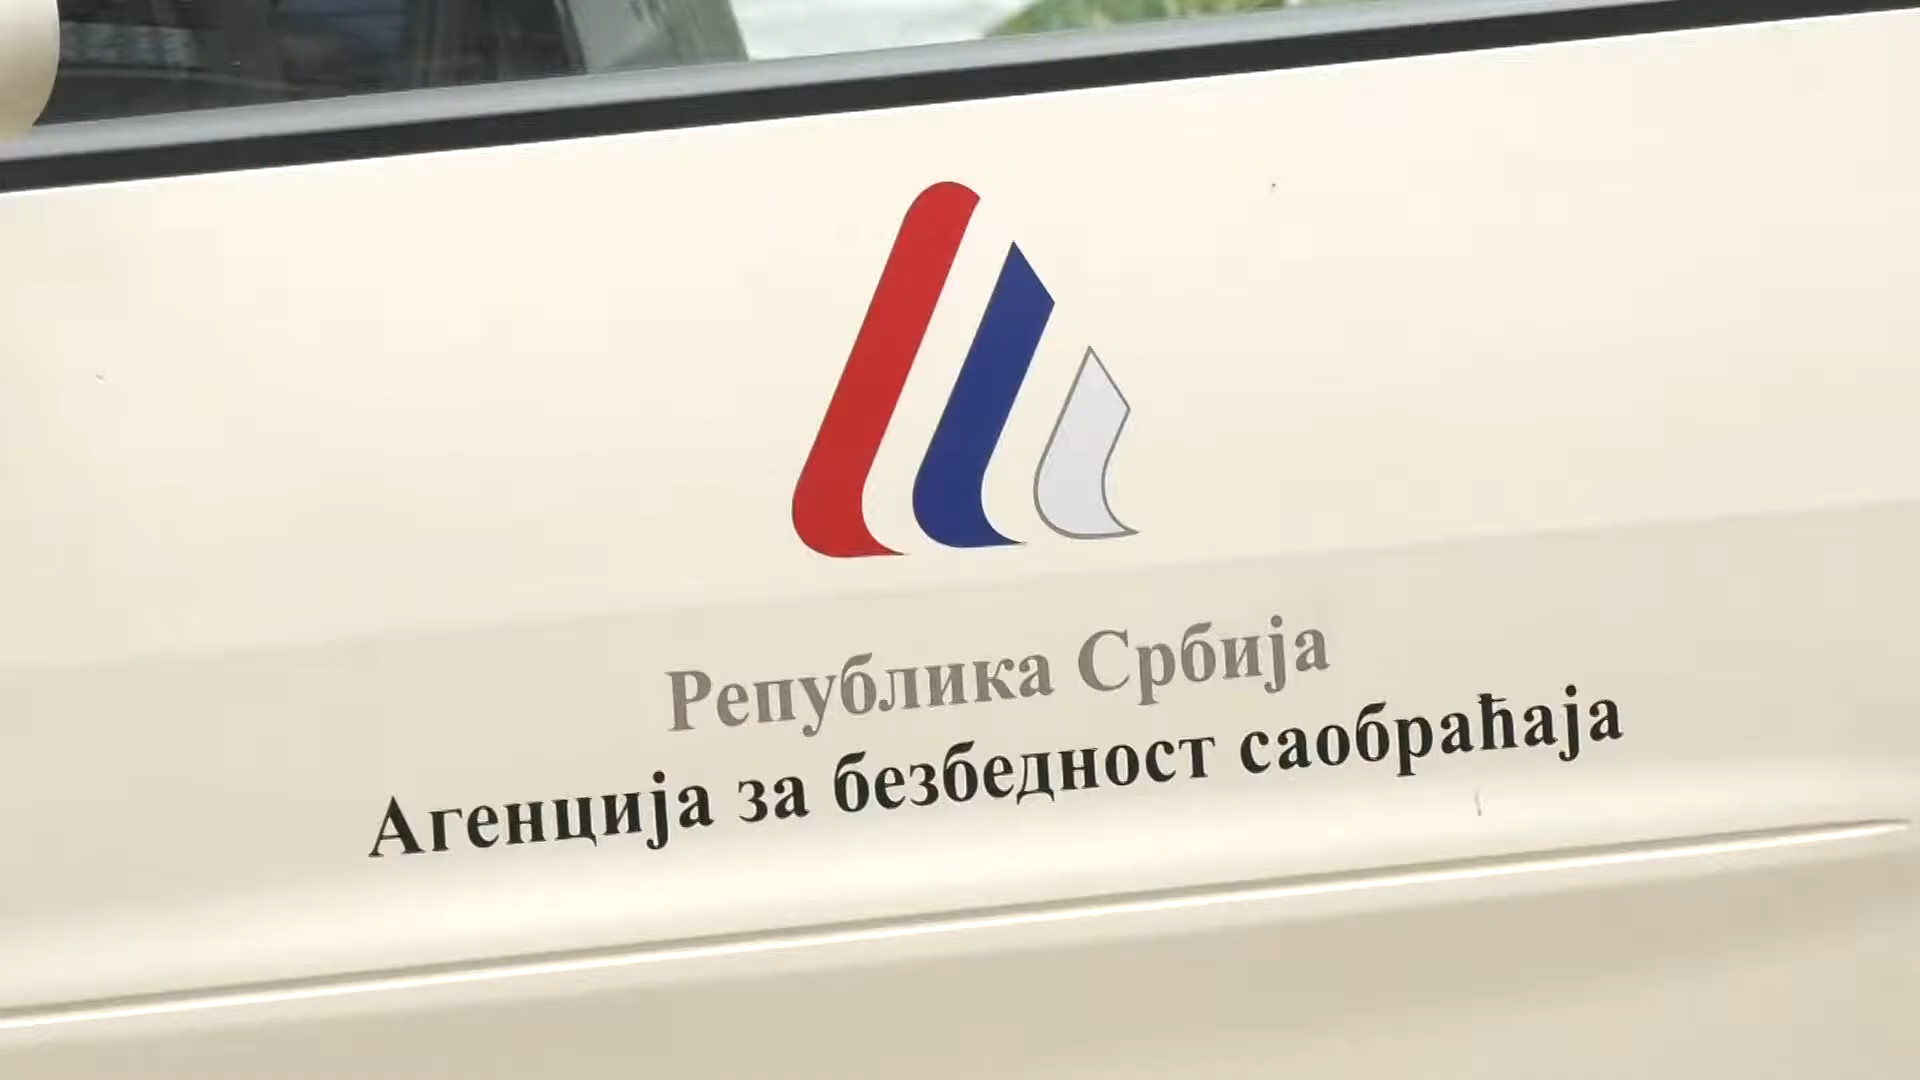 Република Србија
Агенција за безбедност саобраћаја